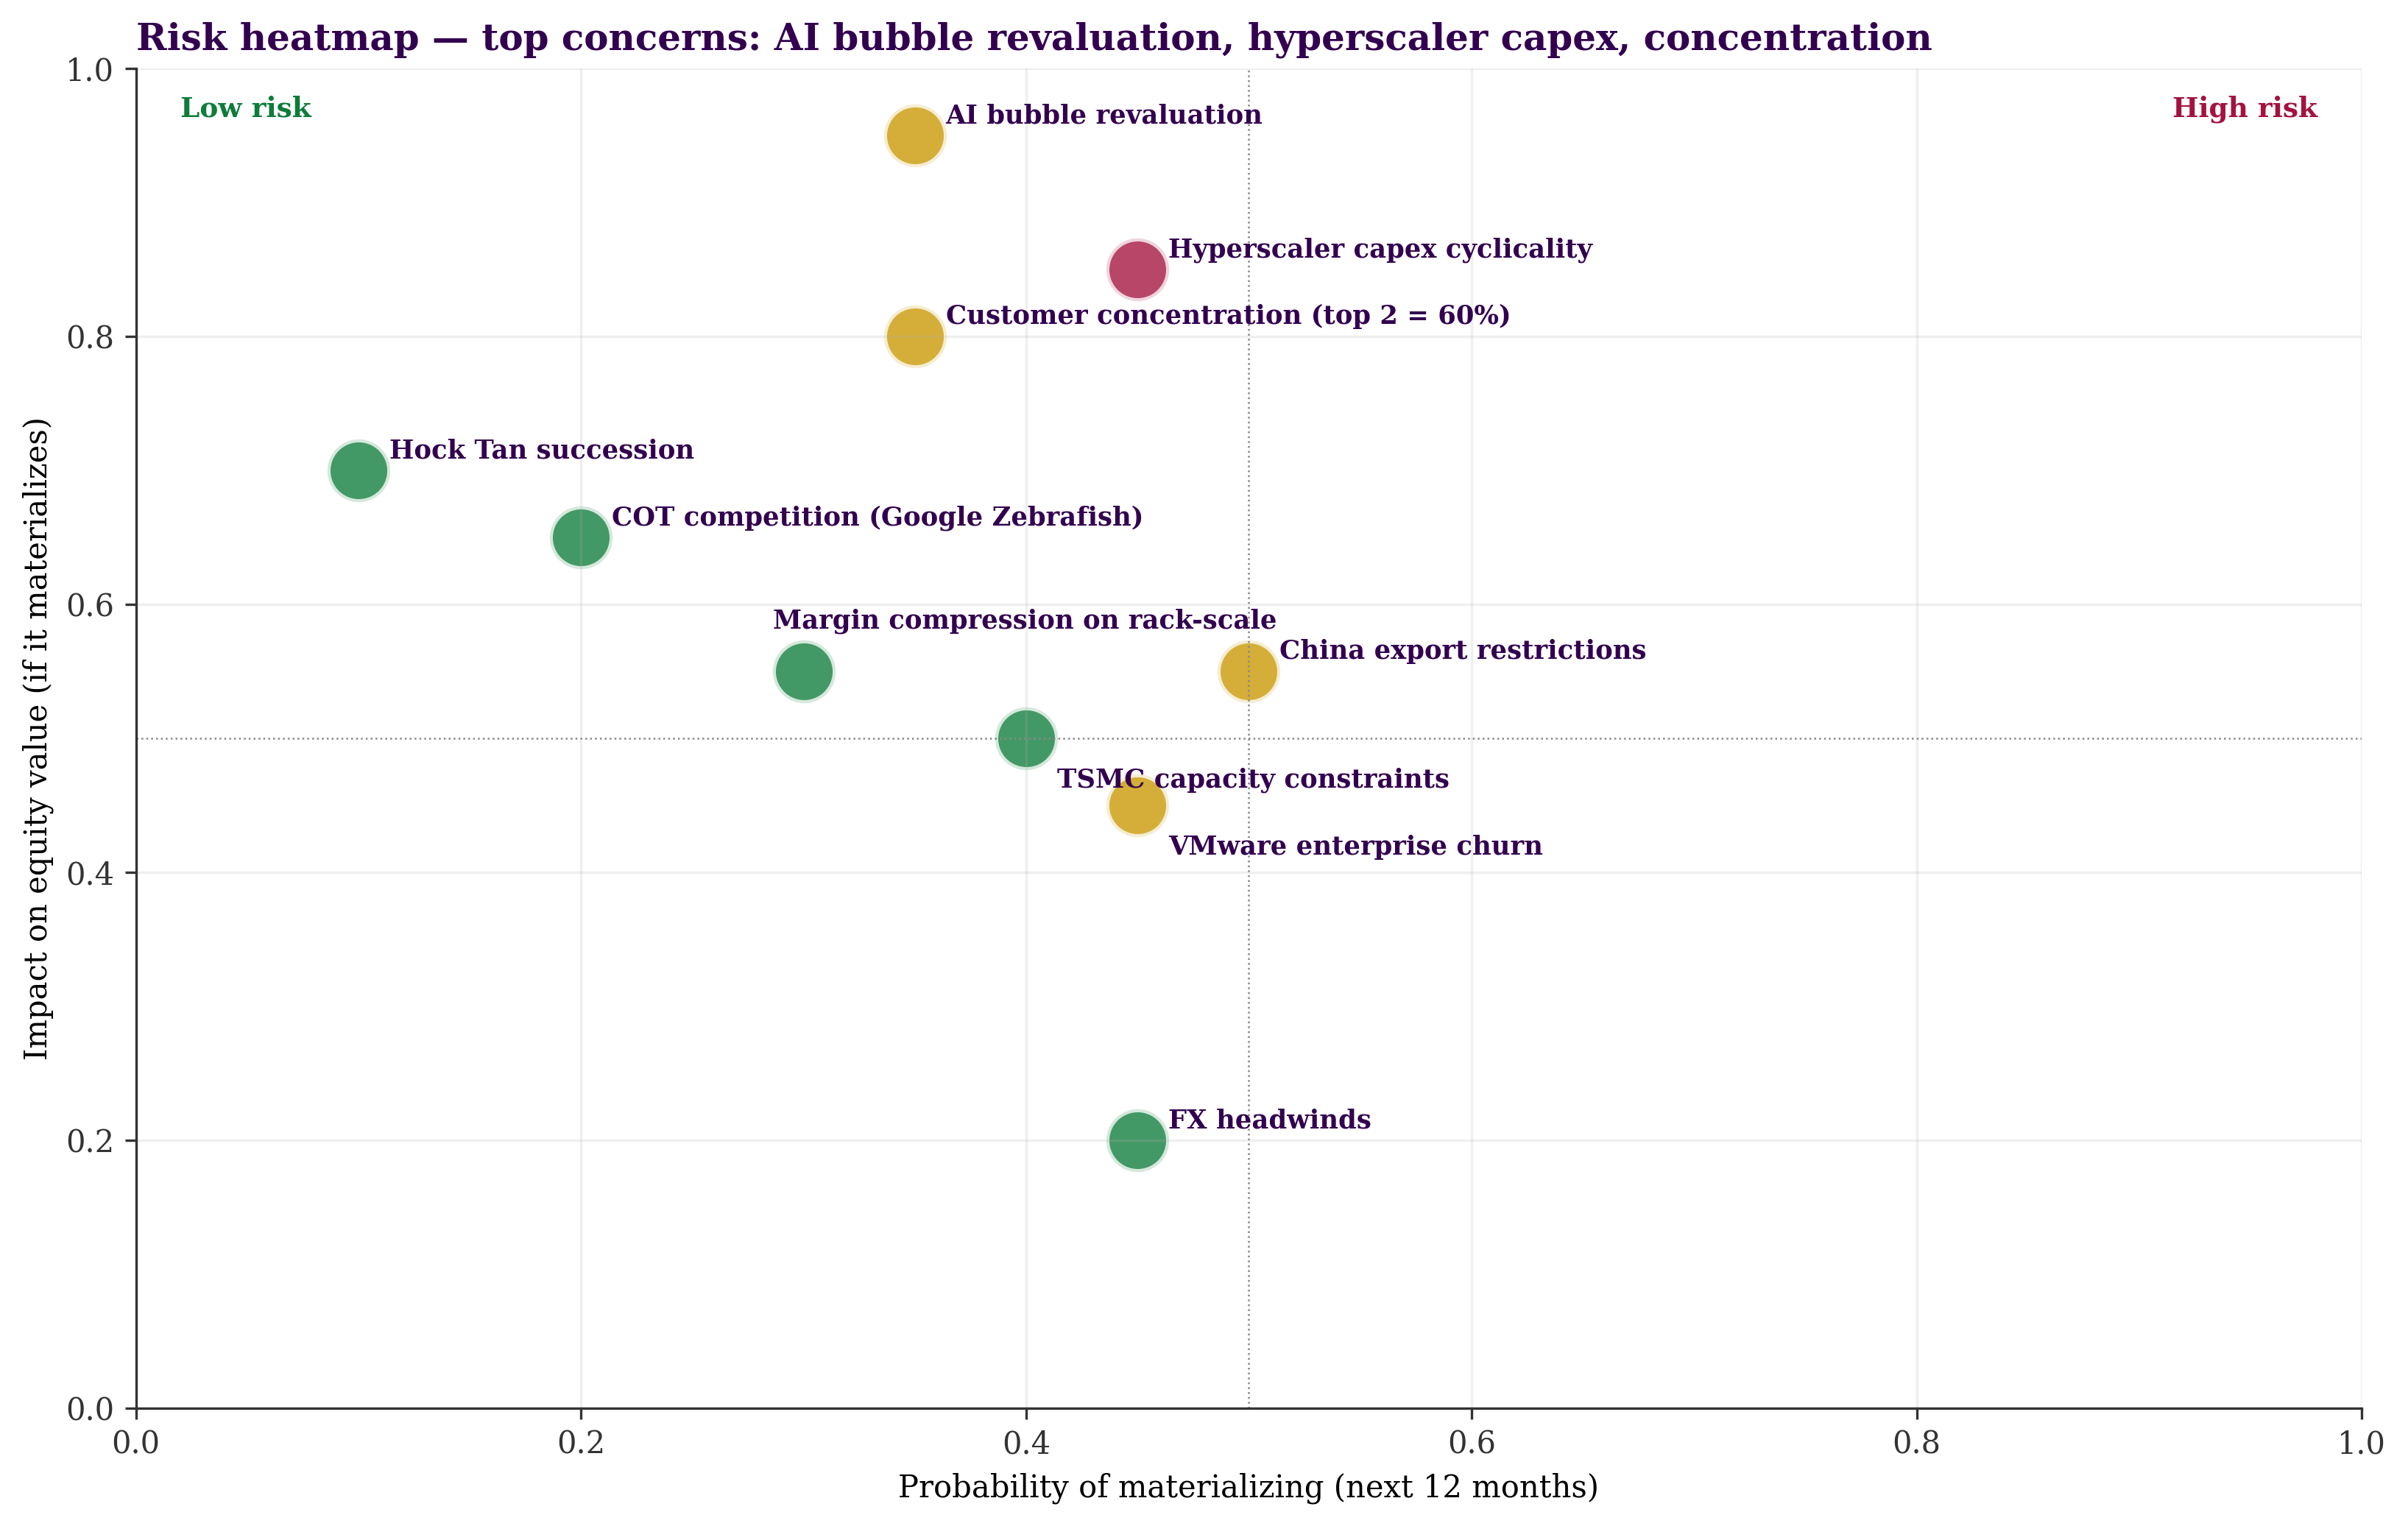 Risk heatmap — top concerns: AI bubble revaluation, hyperscaler capex, concentration
1.0
Low risk
High risk
AI bubble revaluation
Hyperscaler capex cyclicality
Customer concentration (top 2 = 60%)
0.8
Hock Tan succession
COT competition (Google Zebrafish)
0.6
Margin compression on rack-scale
China export restrictions
TSMC capacity constraints
VMware enterprise churn
0.4
FX headwinds
0.2
0.0
Impact on equity value (if it materializes)
0.0 0.2 0.4 0.6 0.8 1.0
Probability of materializing (next 12 months)